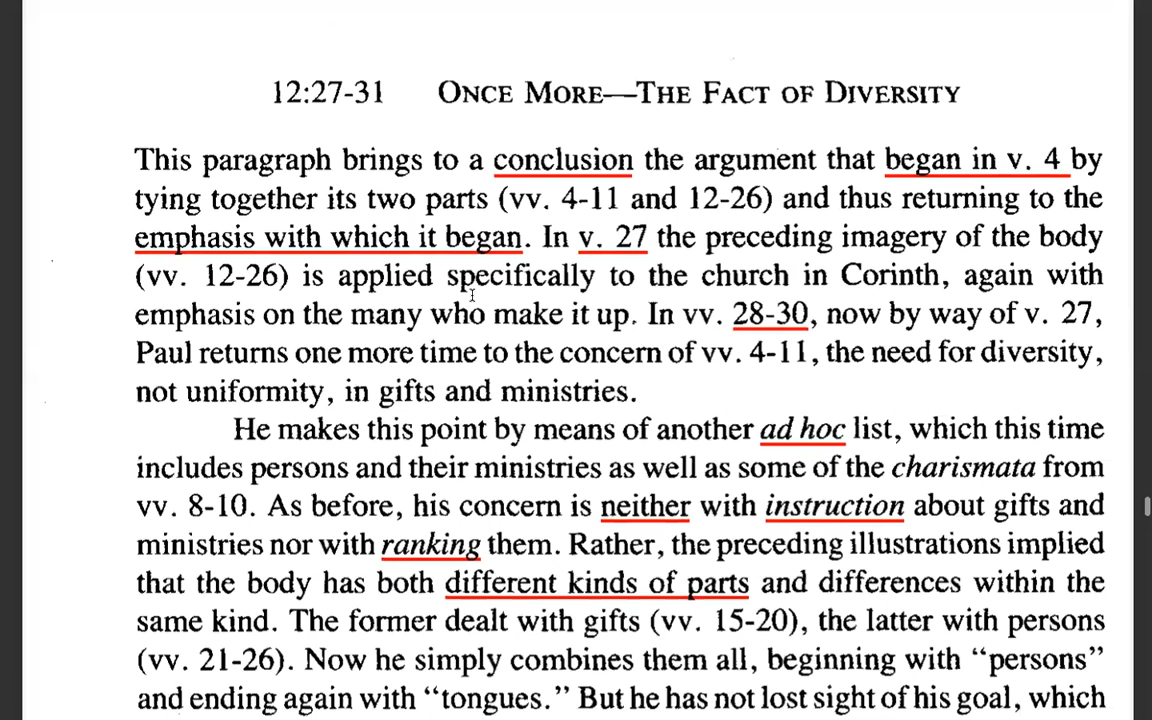 12:27-31 ONCE MORE—THE FACT OF DIVERSITY
This paragraph brings to a conclusion the argument that began in v. 4 by
tying together its two parts (vv. 4-11 and 12-26) and thus returning to the
emphasis with which it began. In v. 27 the preceding imagery of the body
(vv. 12-26) is applied specifically to the church in Corinth, again with
emphasis on the many who make it up. In vv. 28-30, now by way of v. 27,
Paul returns one more time to the concern of vv. 4-11, the need for diversity,
not uniformity, in gifts and ministries.
He makes this point by means of another ad hoc list, which this time
includes persons and their ministries as well as some of the charismata from
vv. 8-10. As before, his concern is neither with instruction about gifts and
ministries nor with ranking them. Rather, the preceding illustrations implied
that the body has both different kinds of parts and differences within the
same kind. The former dealt with gifts (vv. 15-20), the latter with persons
(vv. 21-26). Now he simply combines them all, beginning with “persons”
and ending again with “tongues.” But he has not lost sight of his goal, which